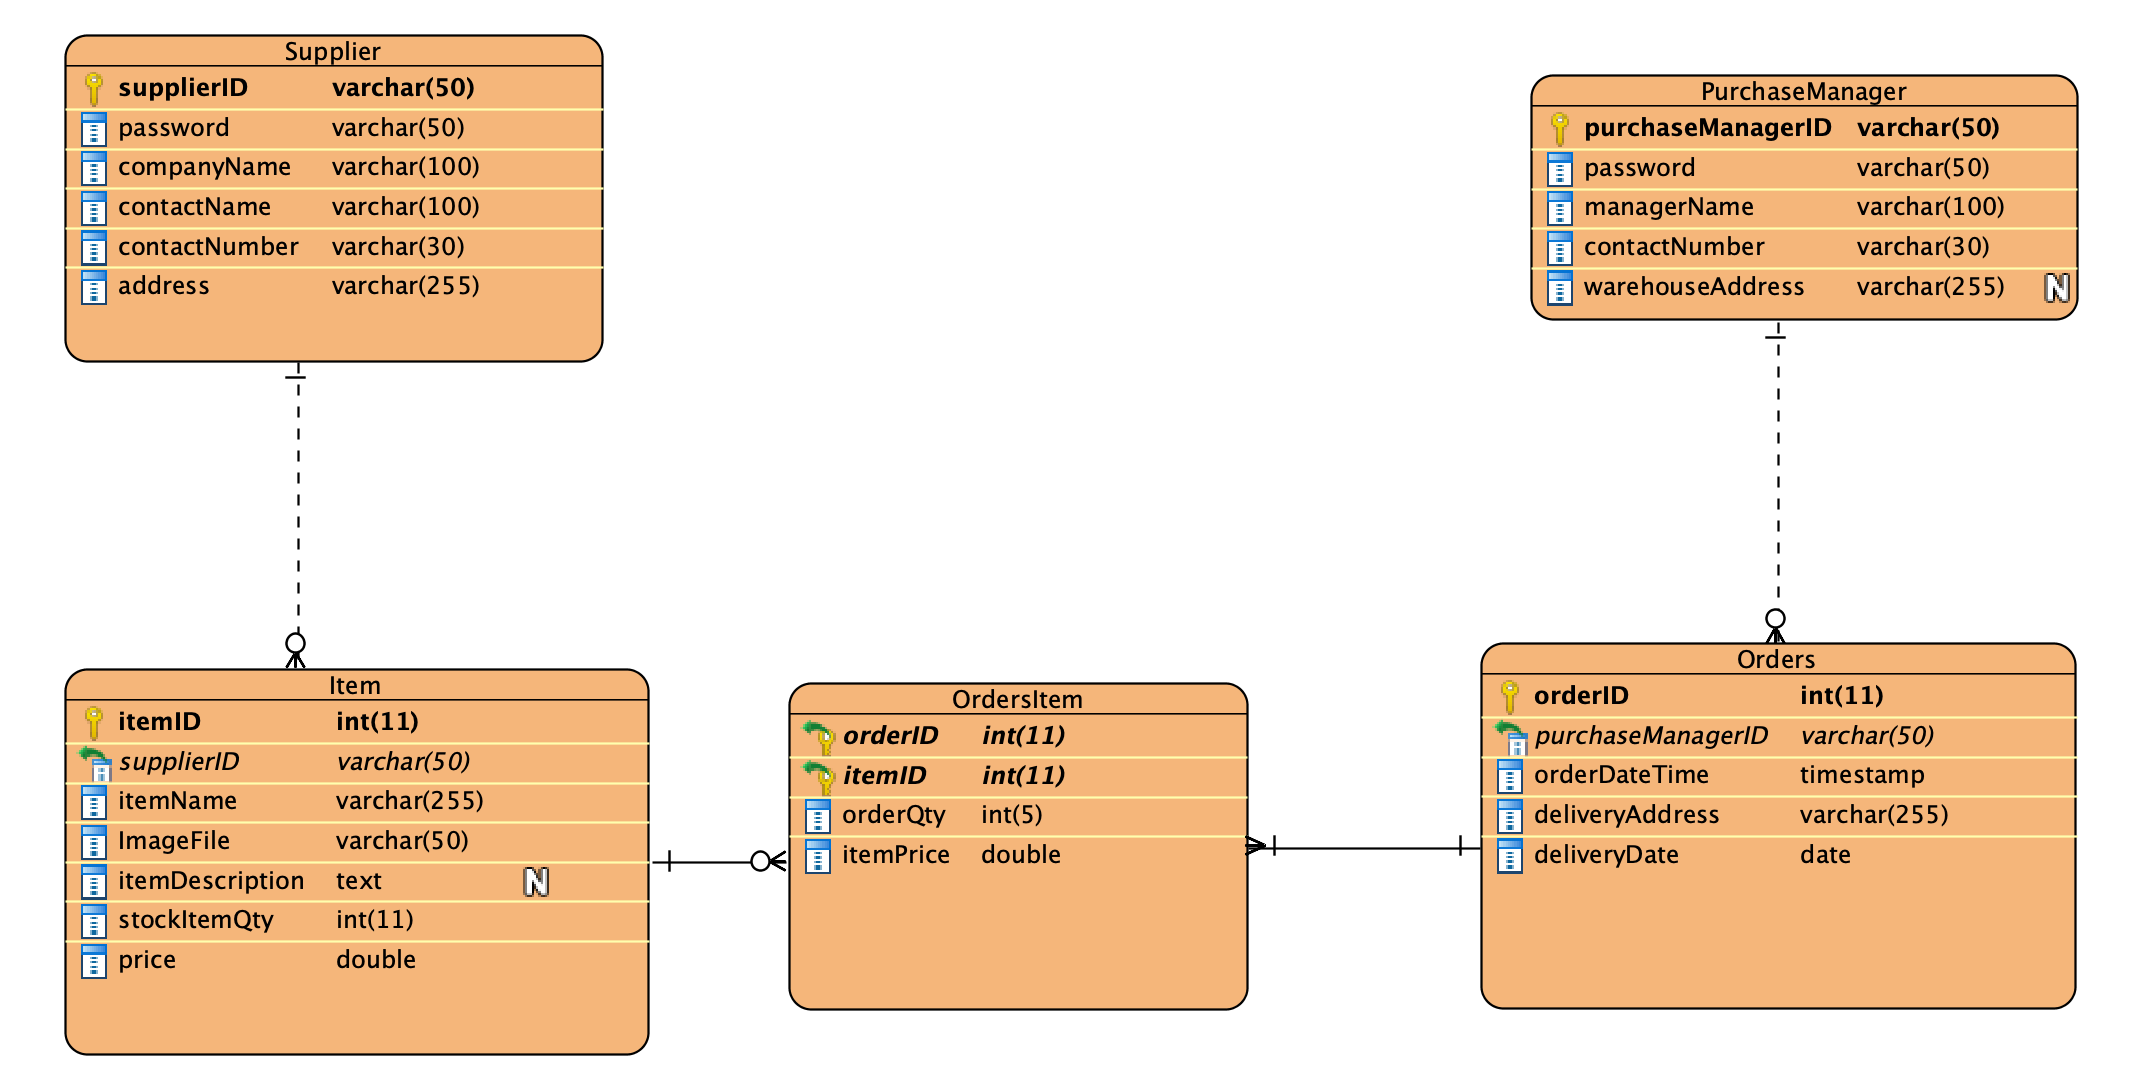 Supplier
supplierID varchar(50)
password varchar(50)
companyName varchar(100)
contactName varchar(100)
contactNumber varchar(30)
address varchar(255)
PurchaseManager
purchaseManagerID varchar(50)
password varchar(50)
managerName varchar(100)
contactNumber varchar(30)
warehouseAddress varchar(255) N
Item
itemID int(11)
supplierID varchar(50)
itemName varchar(255)
ImageFile varchar(50)
itemDescription text N
stockItemQty int(11)
price double
OrdersItem
orderID int(11)
itemID int(11)
orderQty int(5)
itemPrice double
Orders
orderID int(11)
purchaseManagerID varchar(50)
orderDateTime timestamp
deliveryAddress varchar(255)
deliveryDate date